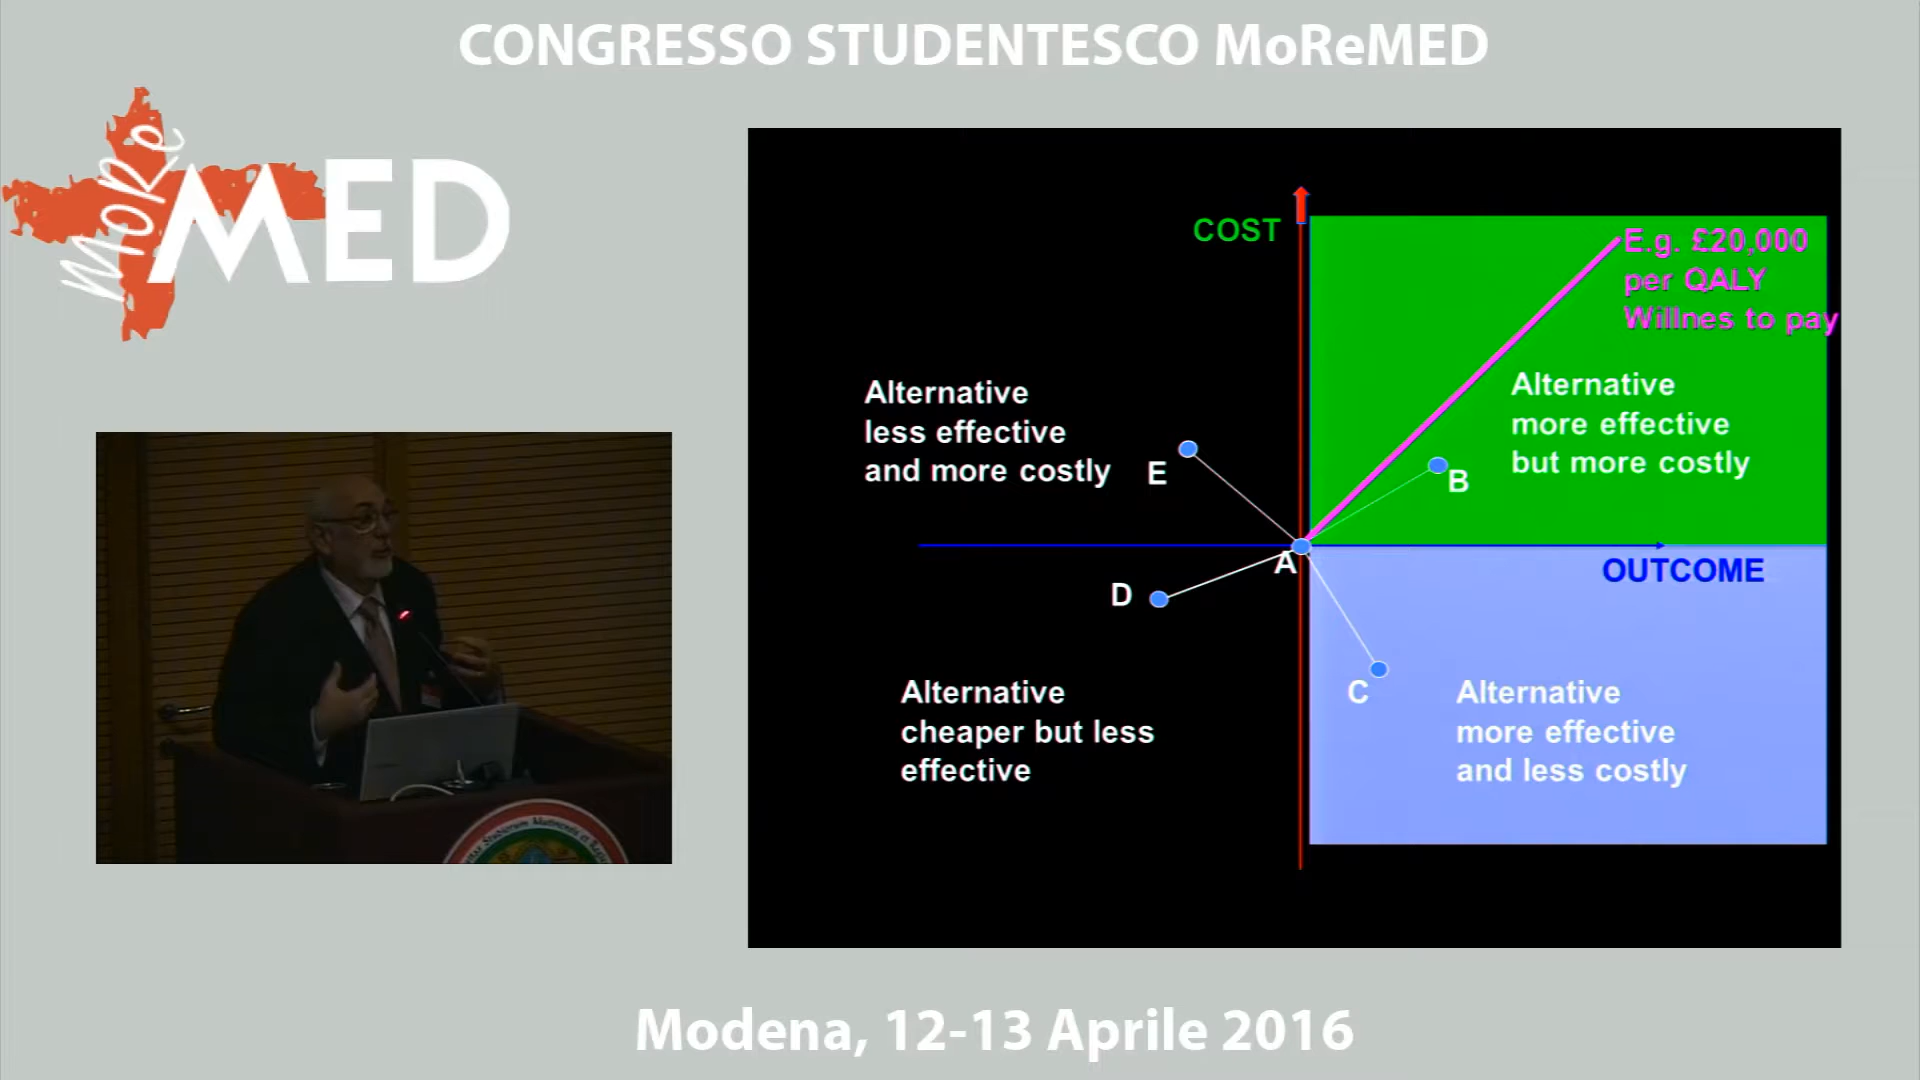 CONGRESSO STUDENTESCO MoReMED
MoRe
MED
COST
E.g. £20,000
per QALY
Willnes to pay
Alternative
less effective
and more costly
E
Alternative
more effective
but more costly
B
A
OUTCOME
D
C
Alternative
cheaper but less
effective
Alternative
more effective
and less costly
Modena, 12-13 Aprile 2016